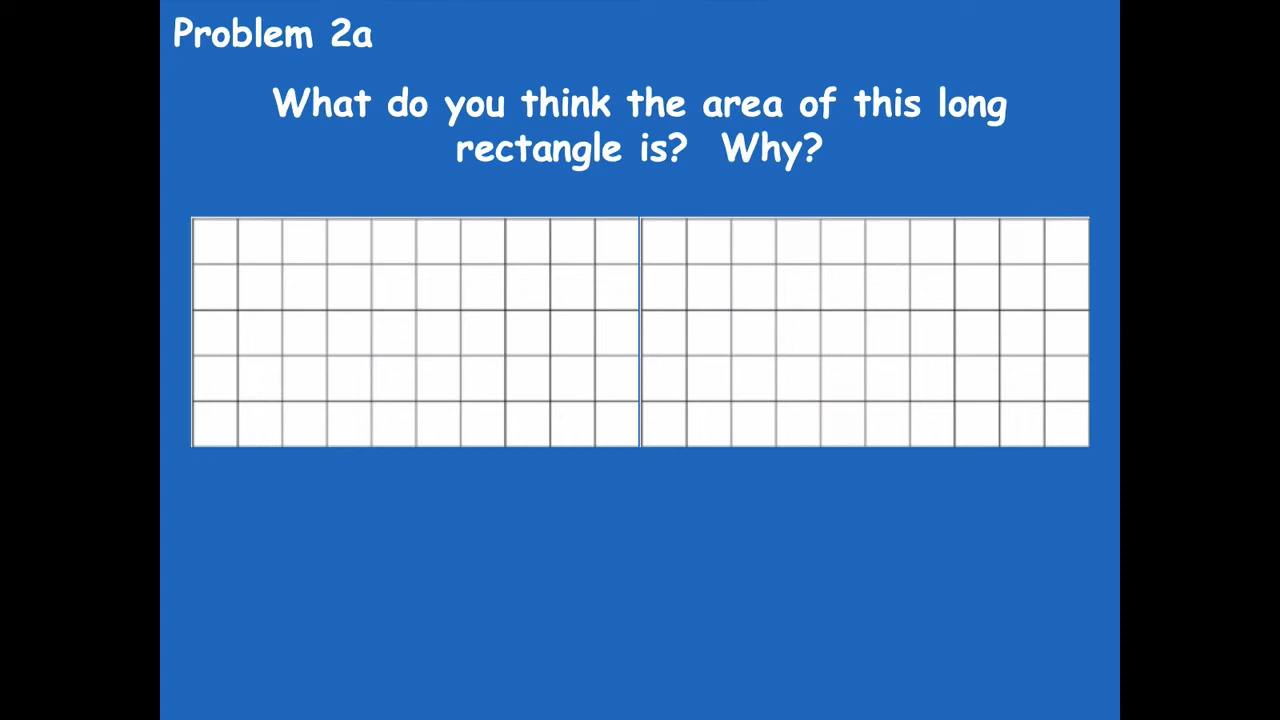 Problem 2a
What do you think the area of this long
rectangle is? Why?